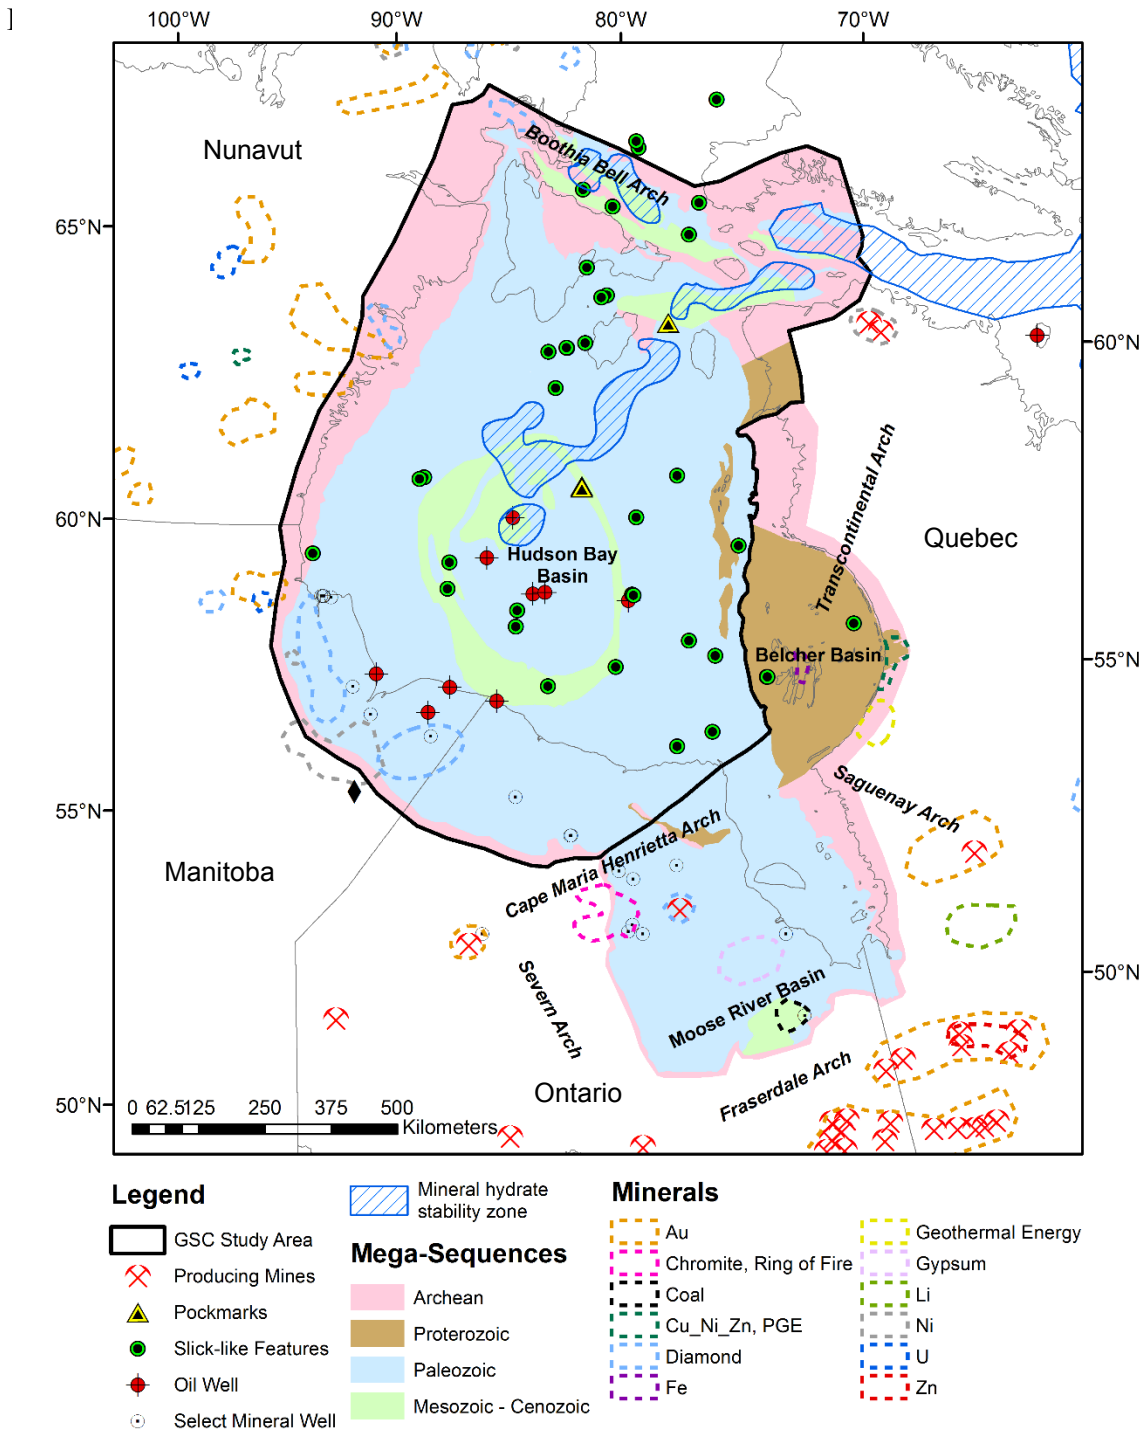 ]
100°W 90°W 80°W 70°W
Nunavut
Boothia Bell Arch
65°N
60°N
60°N
Transcontinental Arch
Quebec
Hudson Bay
Basin
Belcher Basin
55°N
Saguenay Arch
55°N
Manitoba
Cape Maria Henrietta Arch
Severn Arch
50°N
Moose River Basin
Fraserdale Arch
Ontario
50°N
0 62.5 125 250 375 500
Kilometers
Legend
GSC Study Area
Producing Mines
Pockmarks
Slick-like Features
Oil Well
Select Mineral Well
Mineral hydrate
stability zone
Mega-Sequences
Archean
Proterozoic
Paleozoic
Mesozoic - Cenozoic
Minerals
Au
Chromite, Ring of Fire
Coal
Cu_Ni_Zn, PGE
Diamond
Fe
Geothermal Energy
Gypsum
Li
Ni
U
Zn